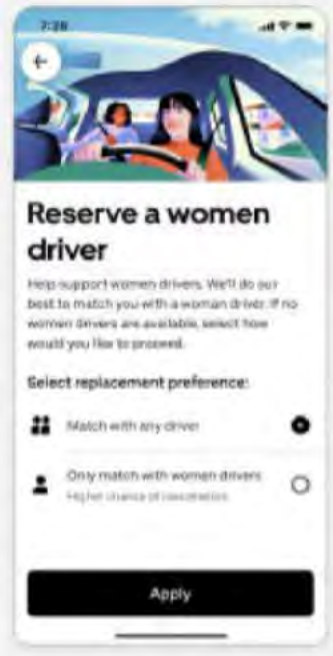 7:28
Reserve a women
driver
Help support women drivers. We'll do our
best to match you with a woman driver. If no
women drivers are available, select how
would you like to proceed.
Select replacement preference:
Match with any driver
Only match with women drivers
Higher chance of cancellation
Apply